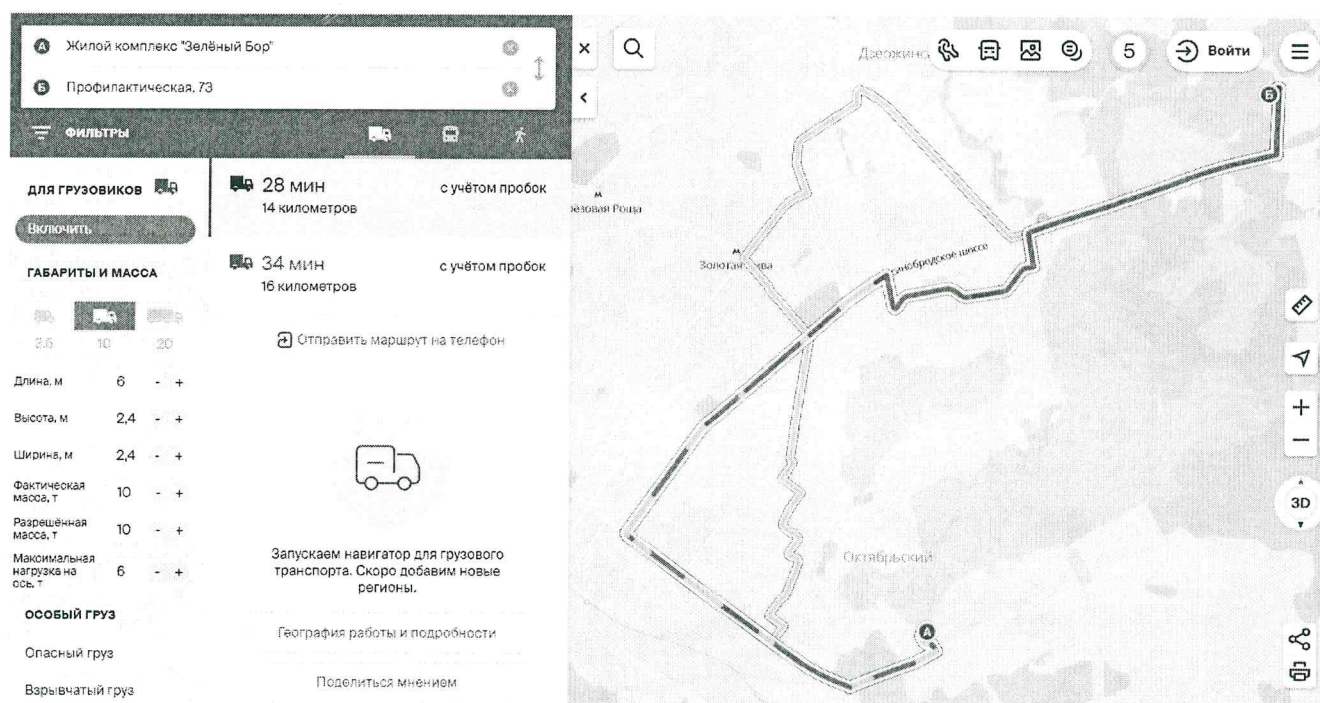 А Жилой комплекс "Зелёный Бор"
Б Профилактическая, 73
ФИЛЬТРЫ
ДЛЯ ГРУЗОВИКОВ
Включить
ГАБАРИТЫ И МАССА
10 20
Длина, м 6 - +
Высота, м 2,4 - +
Ширина, м 2,4 - +
Фактическая
масса, т 10 - +
Разрешённая
масса, т 10 - +
Максимальная
нагрузка на
ось, т 6 - +
ОСОБЫЙ ГРУЗ
Опасный груз
Взрывчатый груз
28 мин с учётом пробок
14 километров
34 мин с учётом пробок
16 километров
Отправить маршрут на телефон
Запускаем навигатор для грузового
транспорта. Скоро добавим новые
регионы.
География работы и подробности
Поделиться мнением
5
Войти
Б
Роща
Золотая
шоссе
Октябрьский
А
3D